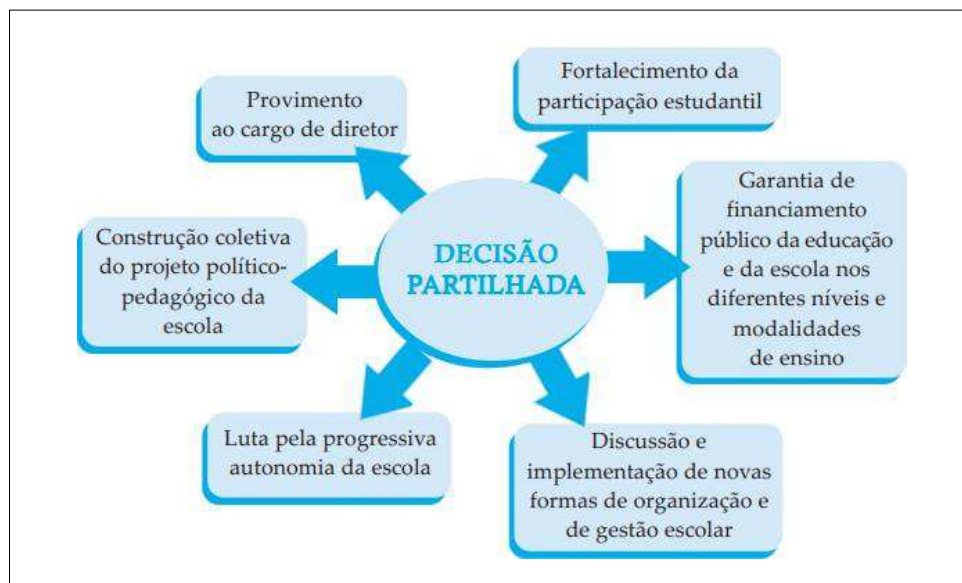 Provimento
ao cargo de diretor
Fortalecimento da
participação estudantil
Construção coletiva
do projeto político-
pedagógico da
escola
DECISÃO
PARTILHADA
Garantia de
financiamento
público da educação
e da escola nos
diferentes níveis e
modalidades
de ensino
Luta pela progressiva
autonomia da escola
Discussão e
implementação de novas
formas de organização e
de gestão escolar